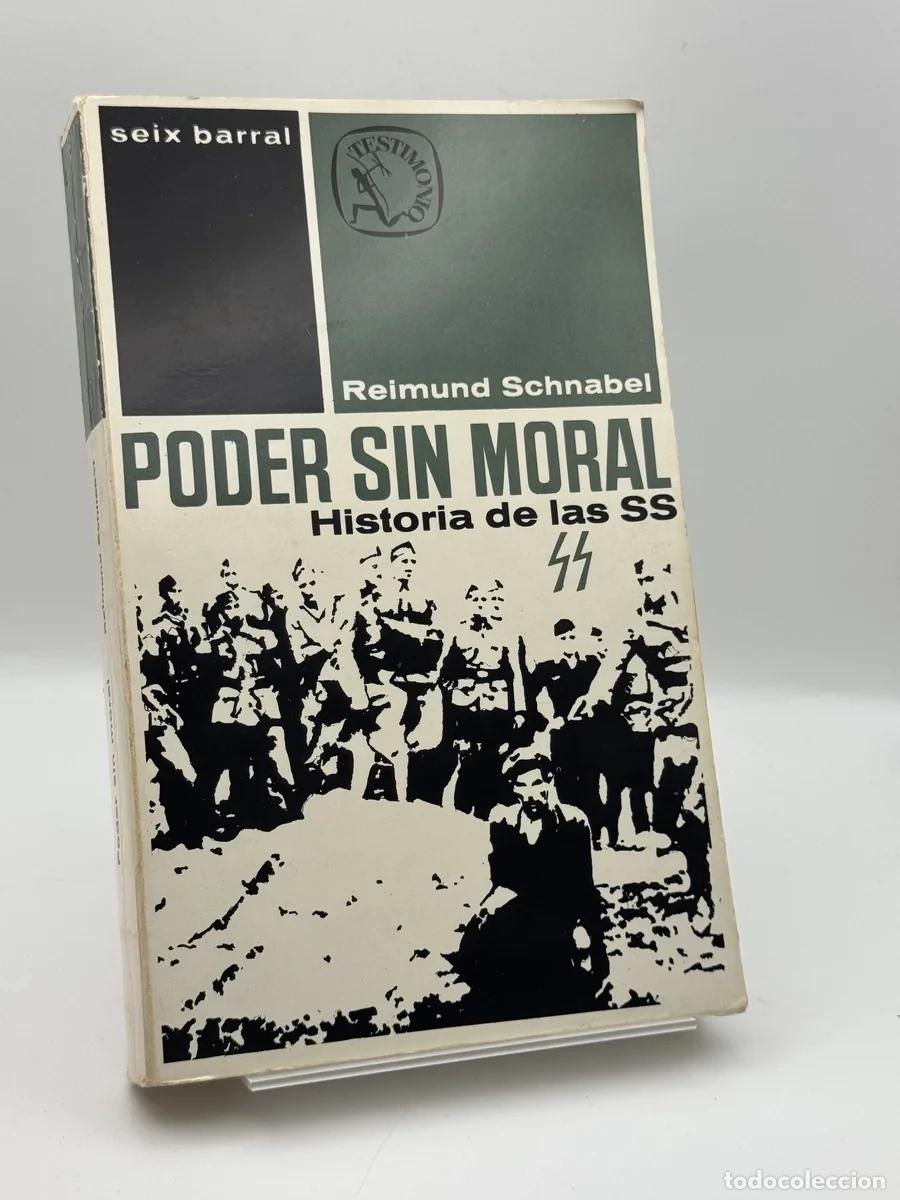 seix barral
TESTIMONIO
Reimund Schnabel
PODER SIN MORAL
Historia de las SS
SS
todocoleccion